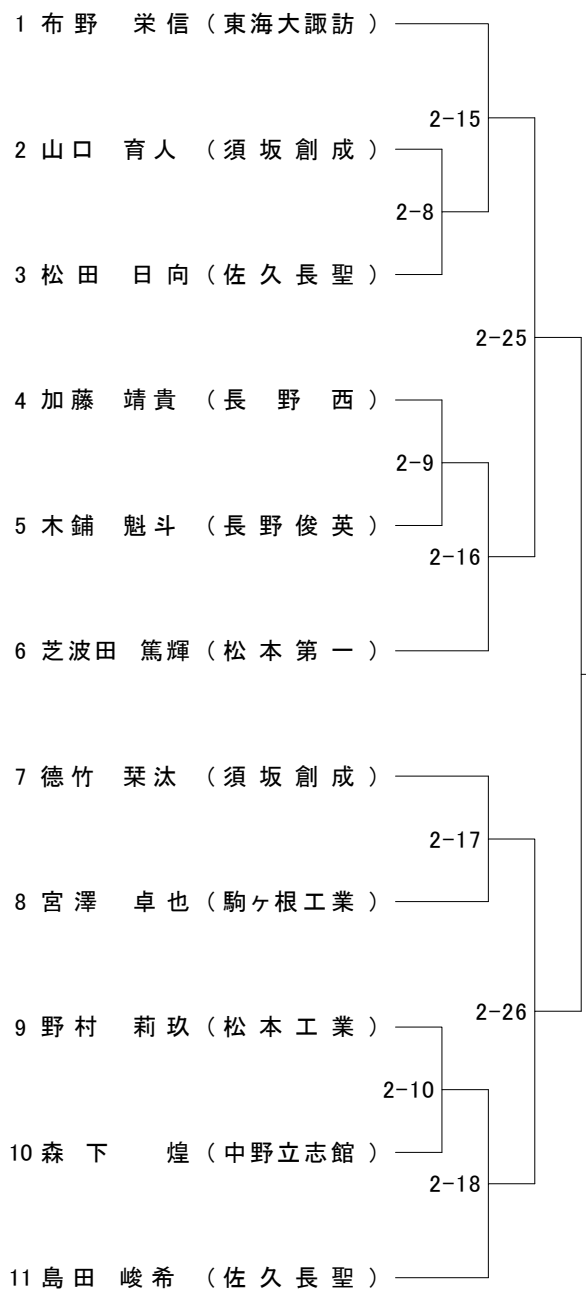 1 布野 栄信 （東海大諏訪）
2-15
2 山口 育人 （須坂創成）
2-8
3 松田 日向 （佐久長聖）
2-25
4 加藤 靖貴 （長野西）
2-9
5 木鋪 魁斗 （長野俊英）
2-16
6 芝波田 篤輝 （松本第一）
7 德竹 栞汰 （須坂創成）
2-17
8 宮澤 卓也 （駒ヶ根工業）
9 野村 莉玖 （松本工業）
2-26
2-10
10 森下 煌 （中野立志館）
2-18
11 島田 峻希 （佐久長聖）